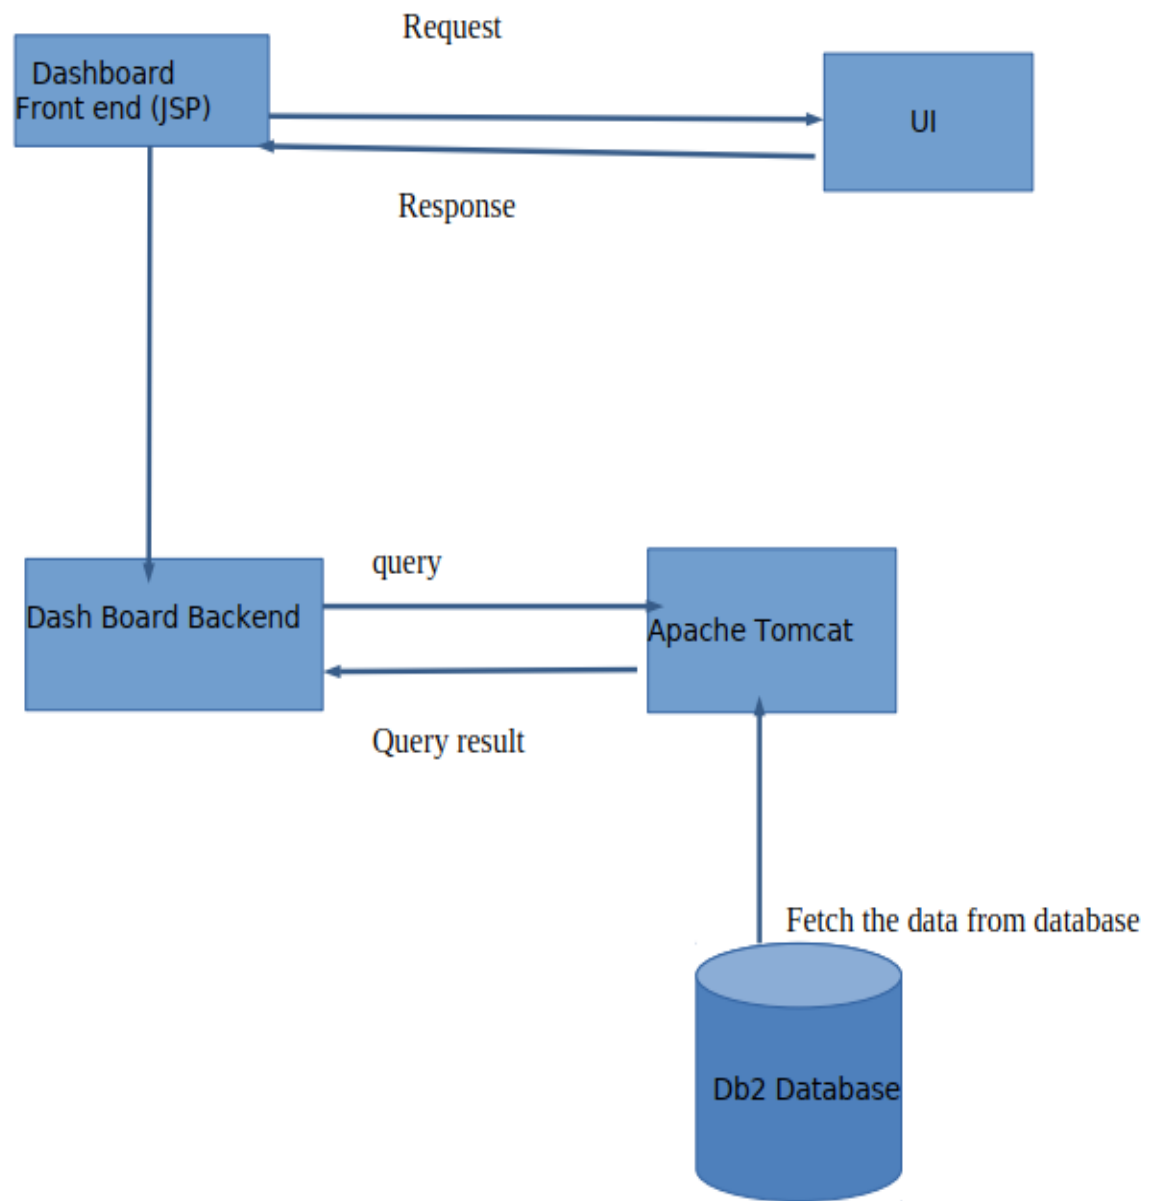 Request
Dashboard
Front end (JSP)
UI
Response
query
Dash Board Backend
Apache Tomcat
Query result
Fetch the data from database
Db2 Database